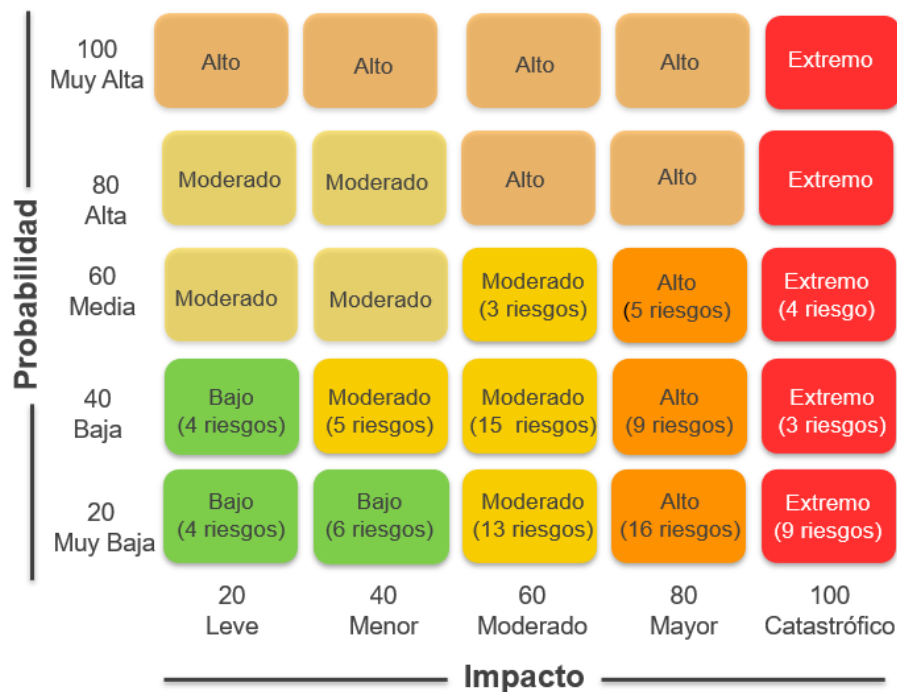 Probabilidad
100
Muy Alta
Alto
Alto
Alto
Alto
Extremo
80
Alta
Moderado
Moderado
Alto
Alto
Extremo
60
Media
Moderado
Moderado
Moderado
(3 riesgos)
Alto
(5 riesgos)
Extremo
(4 riesgo)
40
Baja
Bajo
(4 riesgos)
Moderado
(5 riesgos)
Moderado
(15 riesgos)
Alto
(9 riesgos)
Extremo
(3 riesgos)
20
Muy Baja
Bajo
(4 riesgos)
Bajo
(6 riesgos)
Moderado
(13 riesgos)
Alto
(16 riesgos)
Extremo
(9 riesgos)
20
Leve
40
Menor
60
Moderado
80
Mayor
100
Catastrófico
Impacto